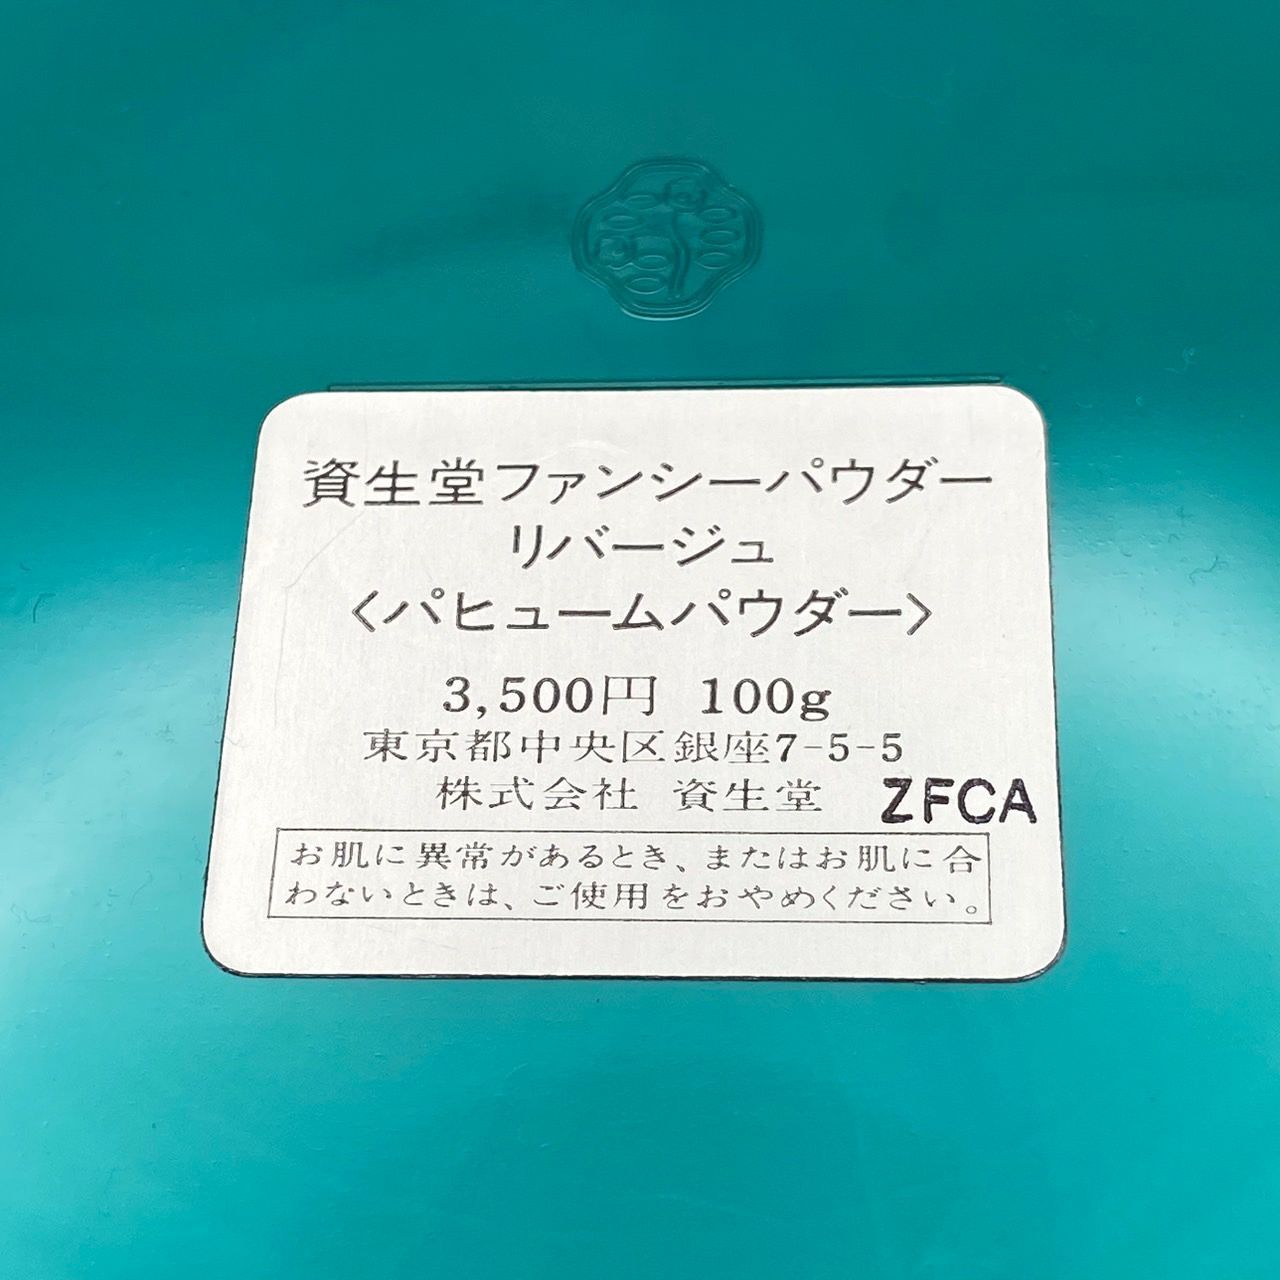 資生堂ファンシーパウダー
リバージュ
〈パヒュームパウダー〉
3,500円 100g
東京都中央区銀座7-5-5
株式会社 資生堂 ZFCA
お肌に異常があるとき、またはお肌に合
わないときは、ご使用をおやめください。